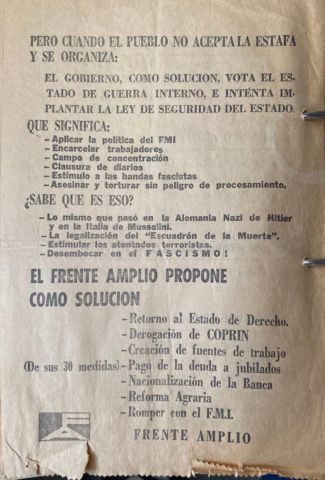 PERO CUANDO EL PUEBLO NO ACEPTA LA ESTAFA
Y SE ORGANIZA:
EL GOBIERNO, COMO SOLUCION, VOTA EL ES-
TADO DE GUERRA INTERNO, E INTENTA IM-
PLANTAR LA LEY DE SEGURIDAD DEL ESTADO.
QUE SIGNIFICA:
- Aplicar la política del FMI
- Encarcelar trabajadores
- Campo de concentración
- Clausura de diarios
- Estímulo a las bandas fascistas
- Asesinar y torturar sin peligro de procesamiento.
¿SABE QUE ES ESO?
- Lo mismo que pasó en la Alemania Nazi de Hitler
y en la Italia de Mussolini.
- La legalización del "Escuadrón de la Muerte".
- Estimular los atentados terroristas.
- Desembocar en el FASCISMO!
EL FRENTE AMPLIO PROPONE
COMO SOLUCION
- Retorno al Estado de Derecho.
- Derogación de COPRIN
- Creación de fuentes de trabajo
(De sus 30 medidas) - Pago de la deuda a jubilados
- Nacionalización de la Banca
- Reforma Agraria
- Romper con el F.M.I.
FRENTE AMPLIO